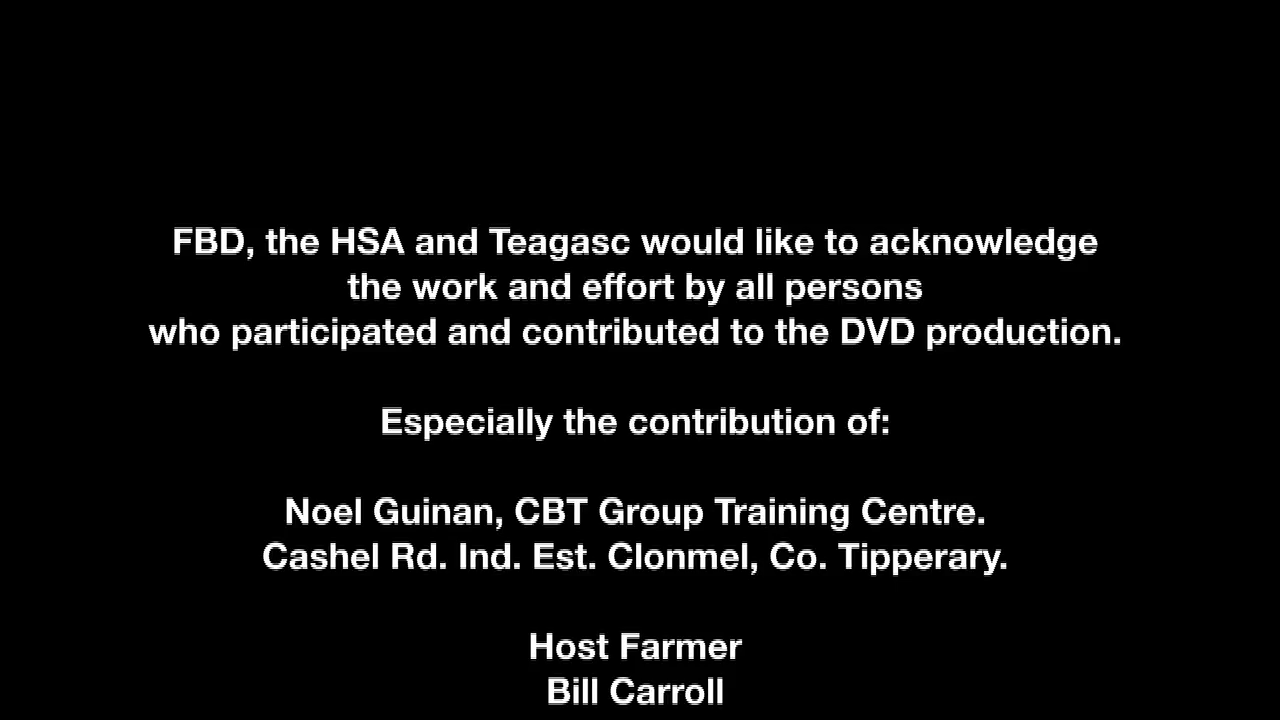 FBD, the HSA and Teagasc would like to acknowledge
the work and effort by all persons
who participated and contributed to the DVD production.
Especially the contribution of:
Noel Guinan, CBT Group Training Centre.
Cashel Rd. Ind. Est. Clonmel, Co. Tipperary.
Host Farmer
Bill Carroll